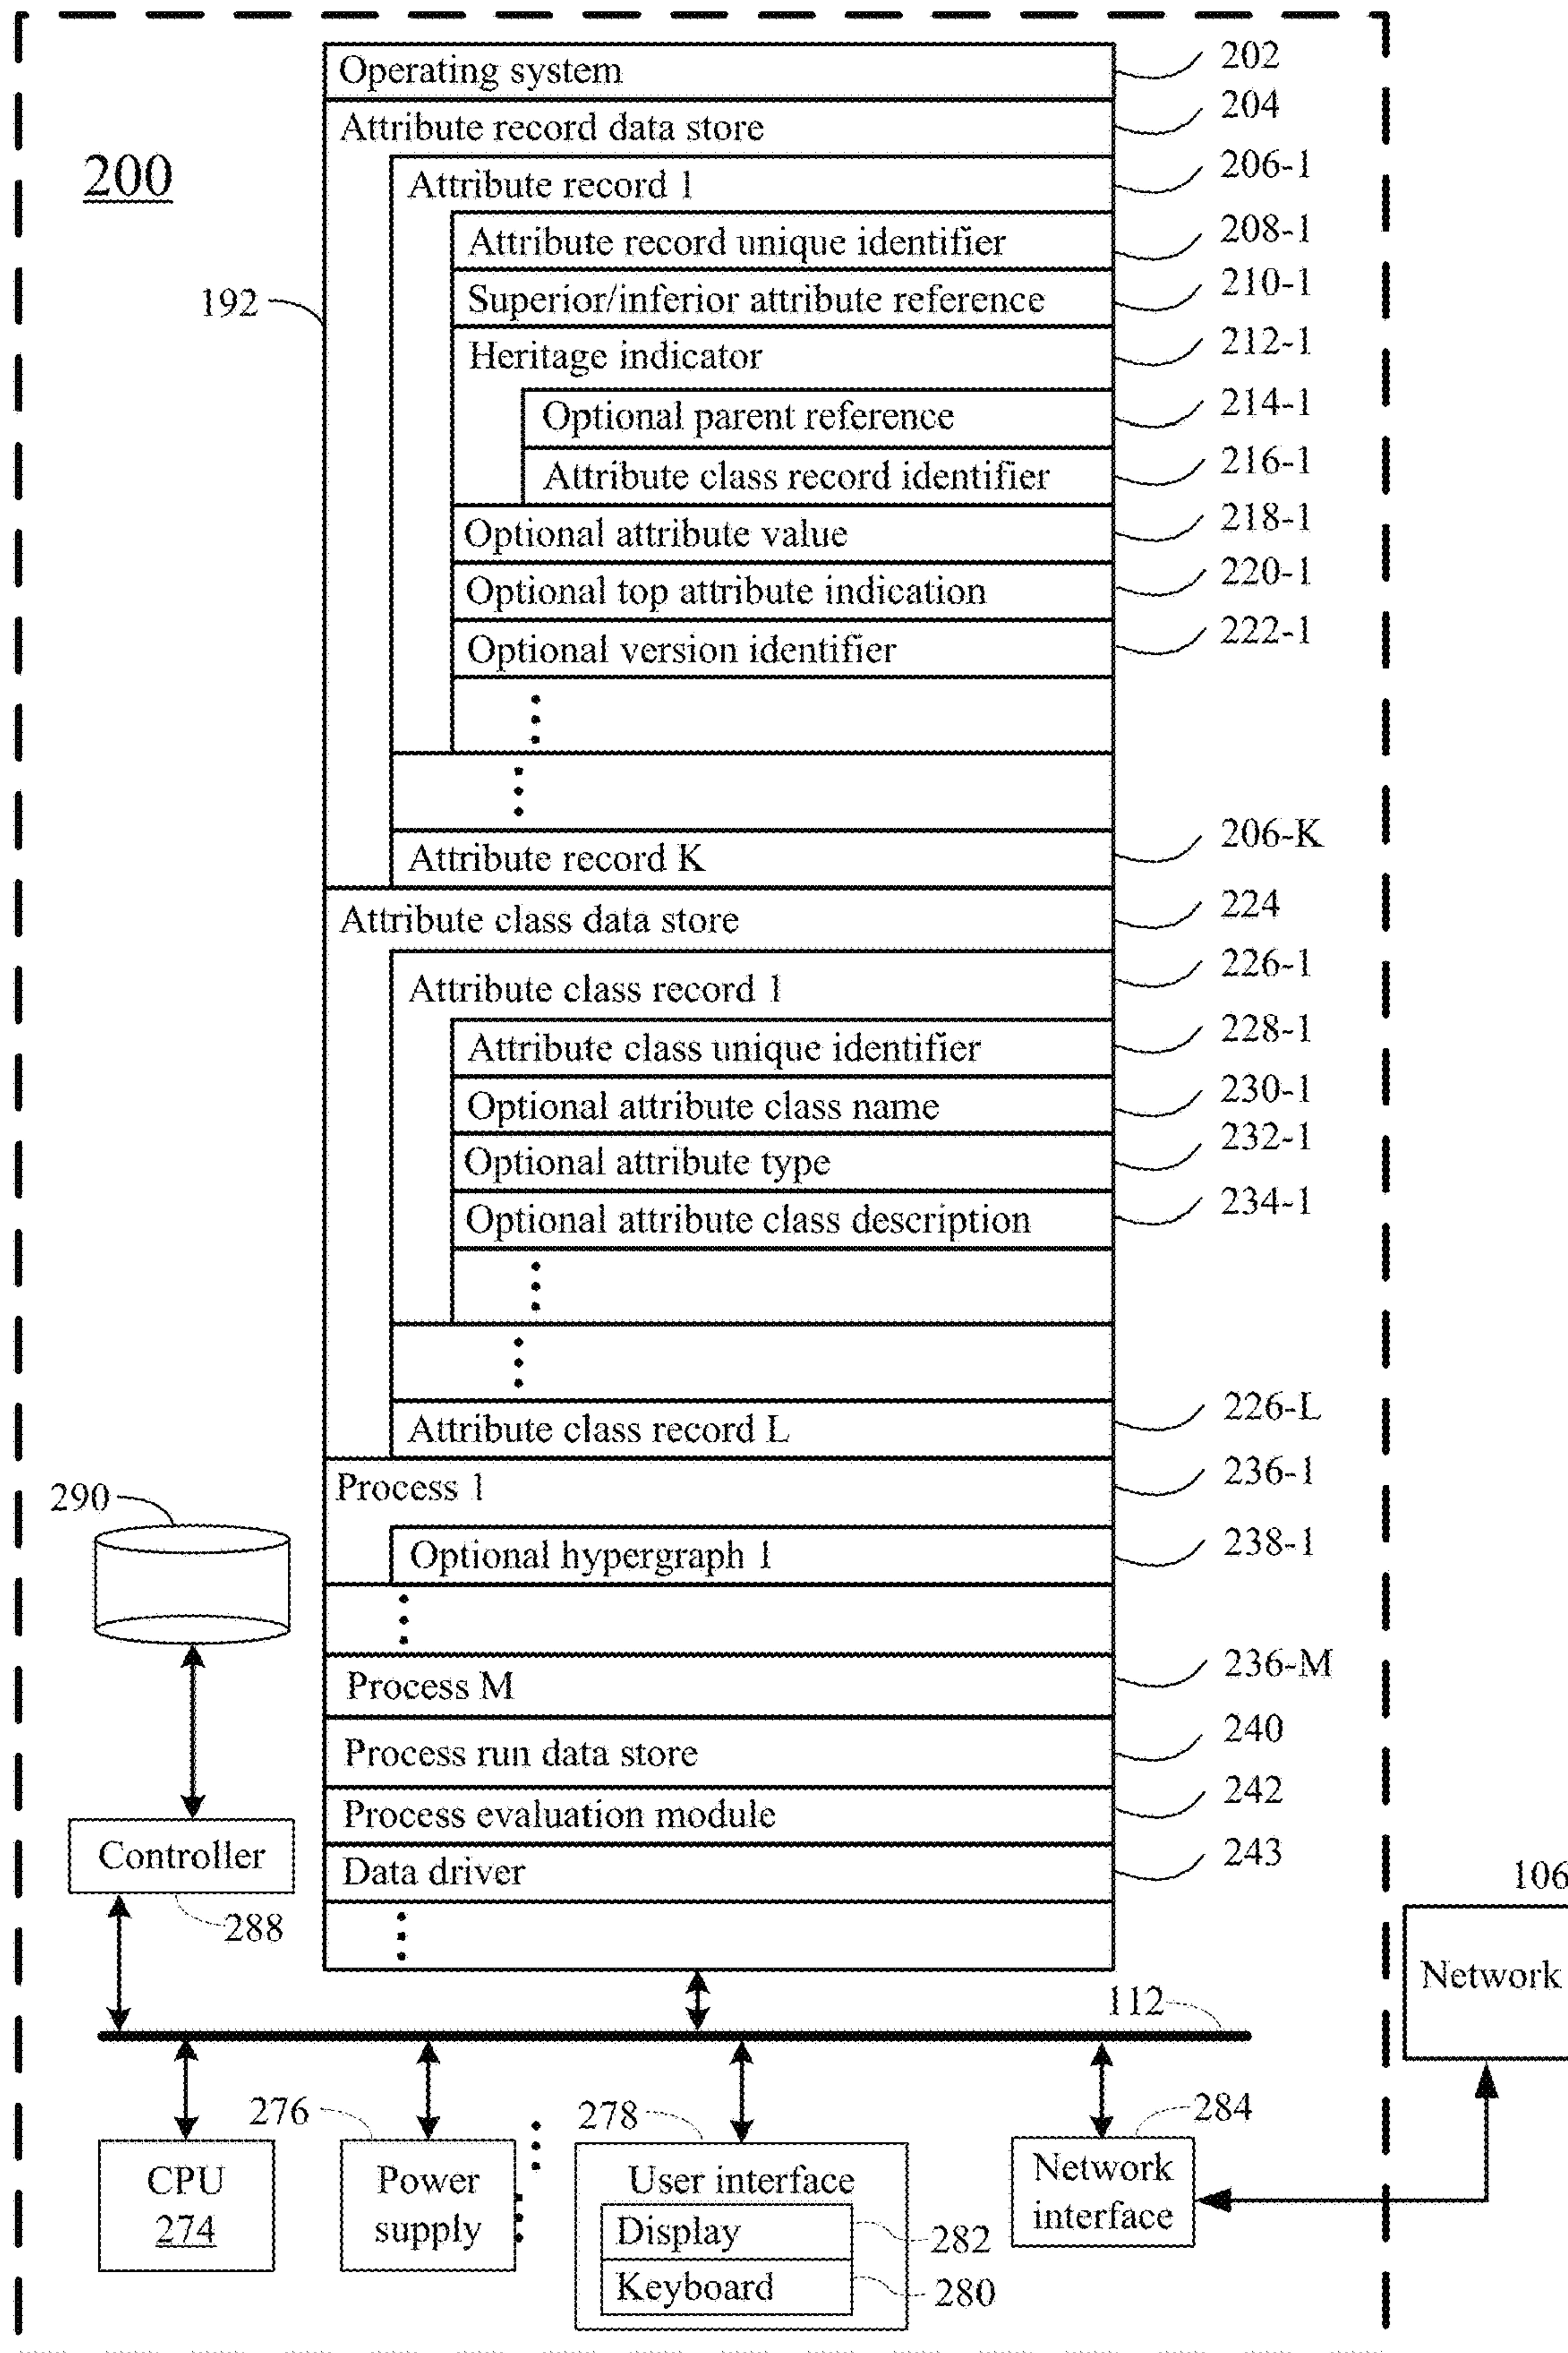 Operating system 202
Attribute record data store 204
200
Attribute record 1 206-1
Attribute record unique identifier 208-1
Superior/inferior attribute reference 210-1
192
Heritage indicator 212-1
Optional parent reference 214-1
Attribute class record identifier 216-1
Optional attribute value 218-1
Optional top attribute indication 220-1
Optional version identifier 222-1
Attribute record K 206-K
Attribute class data store 224
Attribute class record 1 226-1
Attribute class unique identifier 228-1
Optional attribute class name 230-1
Optional attribute type 232-1
Optional attribute class description 234-1
Attribute class record L 226-L
Process 1 236-1
290
Optional hypergraph 1 238-1
Process M 236-M
Process run data store 240
Process evaluation module 242
Controller
Data driver 243
288
106
Network
112
276
278
284
CPU
274
Power
supply
User interface
Display
282
Keyboard
280
Network
interface